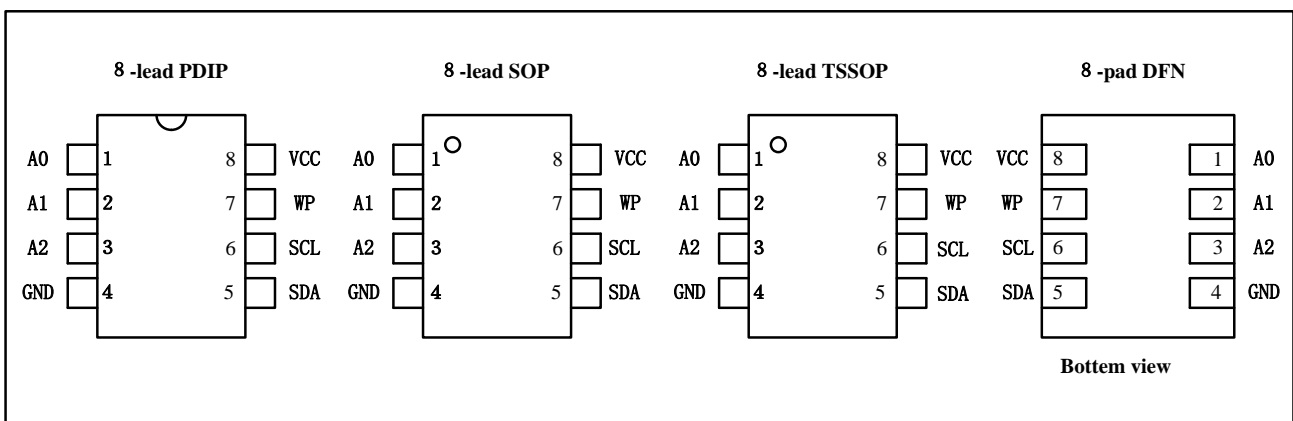 8 -lead PDIP
8 -lead SOP
8 -lead TSSOP
8 -pad DFN
A0 1 8 VCC
A1 2 7 WP
A2 3 6 SCL
GND 4 5 SDA
A0 1 8 VCC
A1 2 7 WP
A2 3 6 SCL
GND 4 5 SDA
A0 1 8 VCC
A1 2 7 WP
A2 3 6 SCL
GND 4 5 SDA
VCC 8 1 A0
WP 7 2 A1
SCL 6 3 A2
SDA 5 4 GND
Bottem view